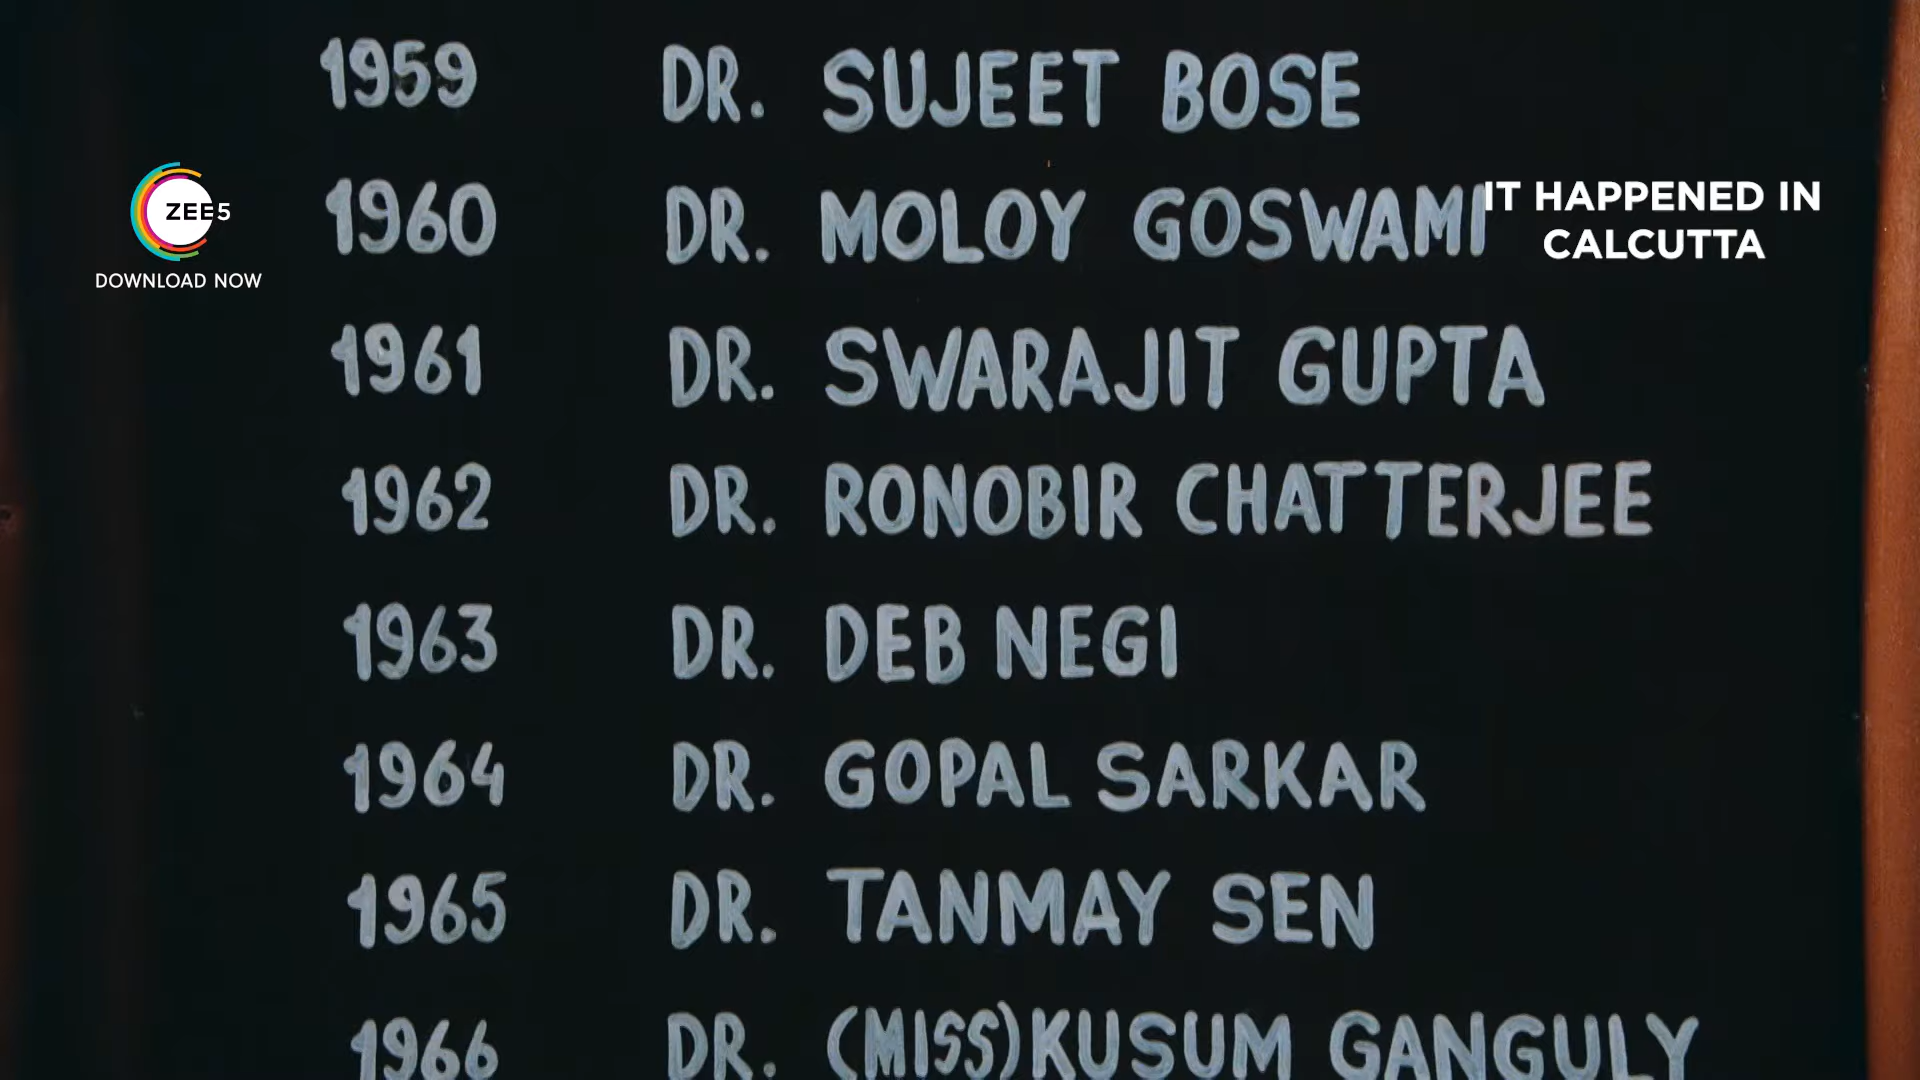 1959 DR. SUJEET BOSE
ZEE5
DOWNLOAD NOW
1960 DR. MOLOY GOSWAMI
IT HAPPENED IN
CALCUTTA
1961 DR. SWARAJIT GUPTA
1962 DR. RONOBIR CHATTERJEE
1963 DR. DEB NEGI
1964 DR. GOPAL SARKAR
1965 DR. TANMAY SEN
1966 DR. (MISS) KUSUM GANGULY